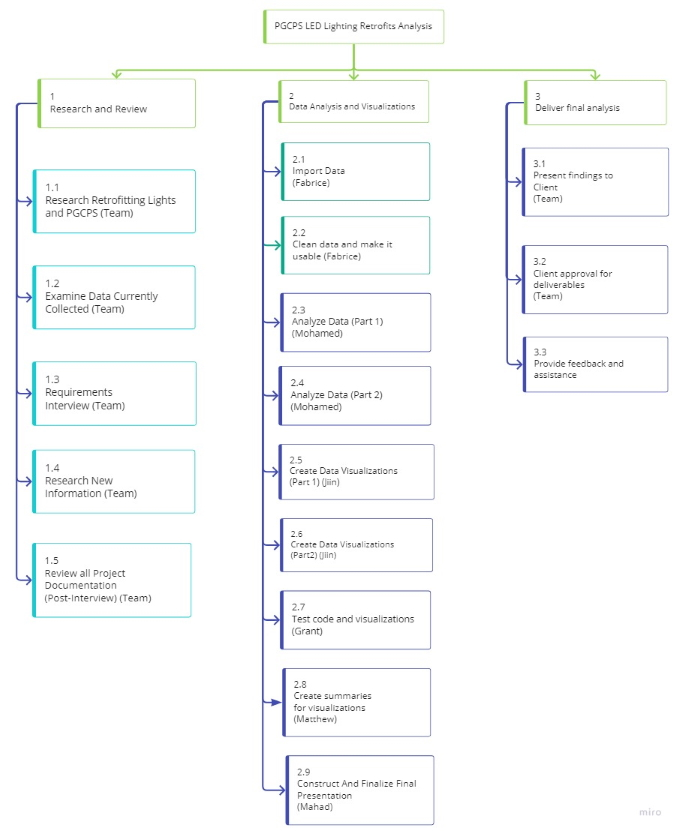 PGCPS LED Lighting Retrofits Analysis
1
Research and Review
1.1
Research Retrofitting Lights
and PGCPS (Team)
1.2
Examine Data Currently
Collected (Team)
1.3
Requirements
Interview (Team)
1.4
Research New
Information (Team)
1.5
Review all Project
Documentation
(Post-Interview) (Team)
2
Data Analysis and Visualizations
2.1
Import Data
(Fabrice)
2.2
Clean data and make it
usable (Fabrice)
2.3
Analyze Data (Part 1)
(Mohamed)
2.4
Analyze Data (Part 2)
(Mohamed)
2.5
Create Data Visualizations
(Part 1) (Jiin)
2.6
Create Data Visualizations
(Part2) (Jiin)
2.7
Test code and visualizations
(Grant)
2.8
Create summaries
for visualizations
(Matthew)
2.9
Construct And Finalize Final
Presentation
(Mahad)
3
Deliver final analysis
3.1
Present findings to
Client
(Team)
3.2
Client approval for
deliverables
(Team)
3.3
Provide feedback and
assistance
miro